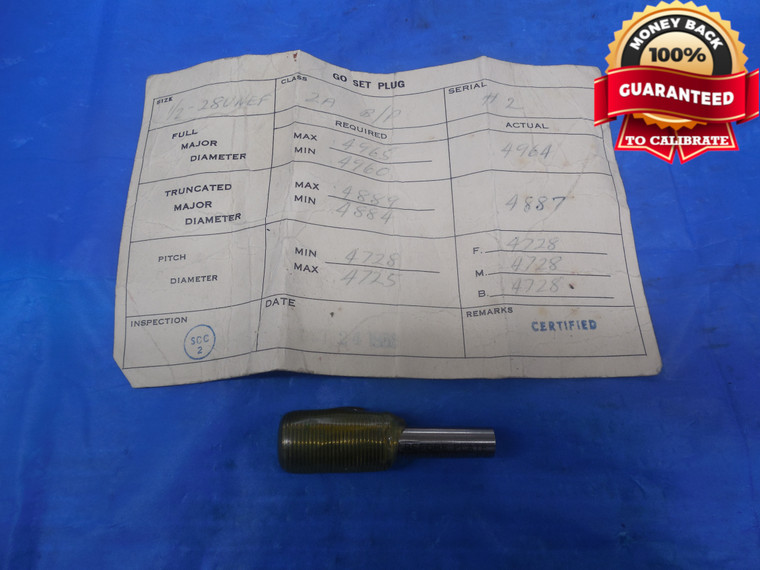 GO SET PLUG
SIZE 1/2-28UNEF
CLASS 2A
B/P
SERIAL #2
REQUIRED
ACTUAL
FULL
MAJOR
DIAMETER
MAX 4965
MIN 4960
4964
TRUNCATED
MAJOR
DIAMETER
MAX 4889
MIN 4884
4887
PITCH
DIAMETER
MIN 4728
MAX 4725
F. 4728
M. 4728
B. 4728
INSPECTION
SCC
2
DATE
REMARKS
CERTIFIED
MONEY BACK
100%
GUARANTEED
TO CALIBRATE